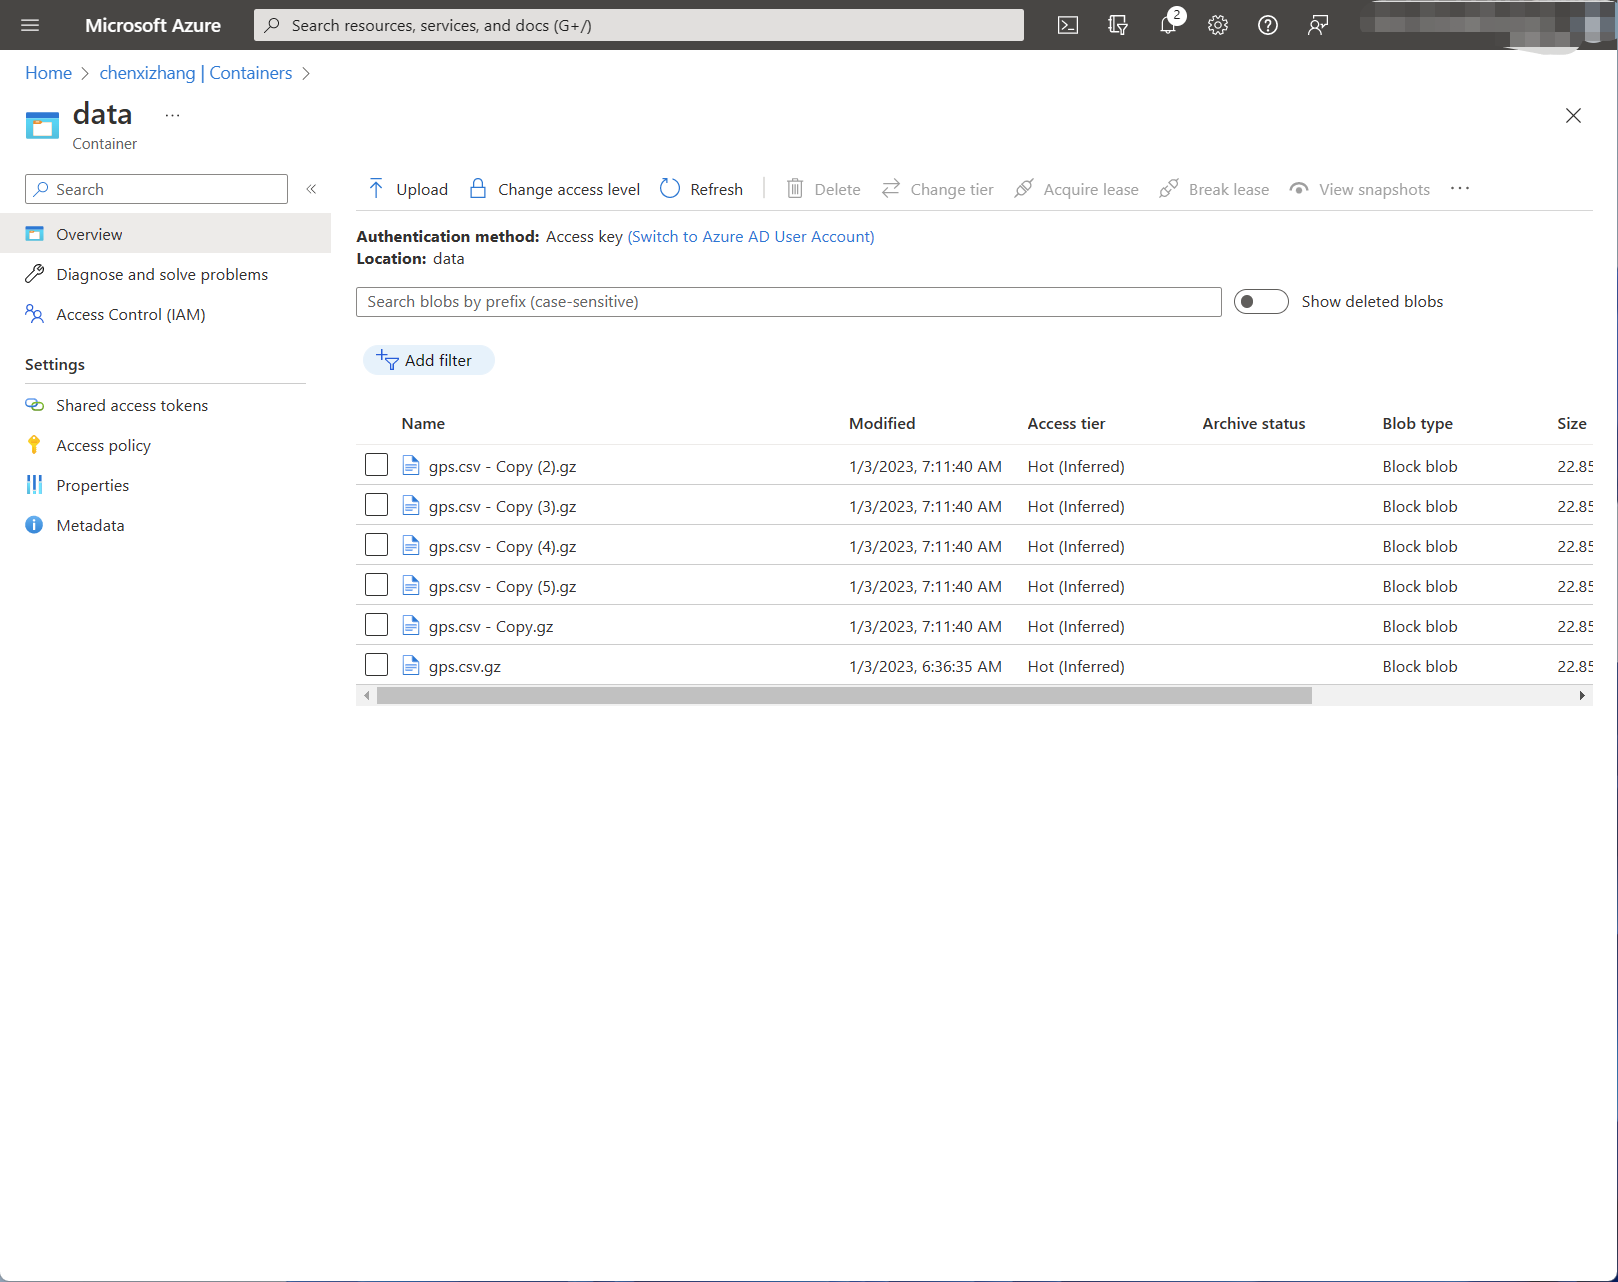 Microsoft Azure
Search resources, services, and docs (G+/)
2
Home > chenxizhang | Containers >
data ...
Container
Search «
Upload Change access level Refresh Delete Change tier Acquire lease Break lease View snapshots ...
Overview
Diagnose and solve problems
Access Control (IAM)
Settings
Shared access tokens
Access policy
Properties
Metadata
Authentication method: Access key (Switch to Azure AD User Account)
Location: data
Search blobs by prefix (case-sensitive) Show deleted blobs
Add filter
Name Modified Access tier Archive status Blob type Size
gps.csv - Copy (2).gz 1/3/2023, 7:11:40 AM Hot (Inferred) Block blob 22.85
gps.csv - Copy (3).gz 1/3/2023, 7:11:40 AM Hot (Inferred) Block blob 22.85
gps.csv - Copy (4).gz 1/3/2023, 7:11:40 AM Hot (Inferred) Block blob 22.85
gps.csv - Copy (5).gz 1/3/2023, 7:11:40 AM Hot (Inferred) Block blob 22.85
gps.csv - Copy.gz 1/3/2023, 7:11:40 AM Hot (Inferred) Block blob 22.85
gps.csv.gz 1/3/2023, 6:36:35 AM Hot (Inferred) Block blob 22.85